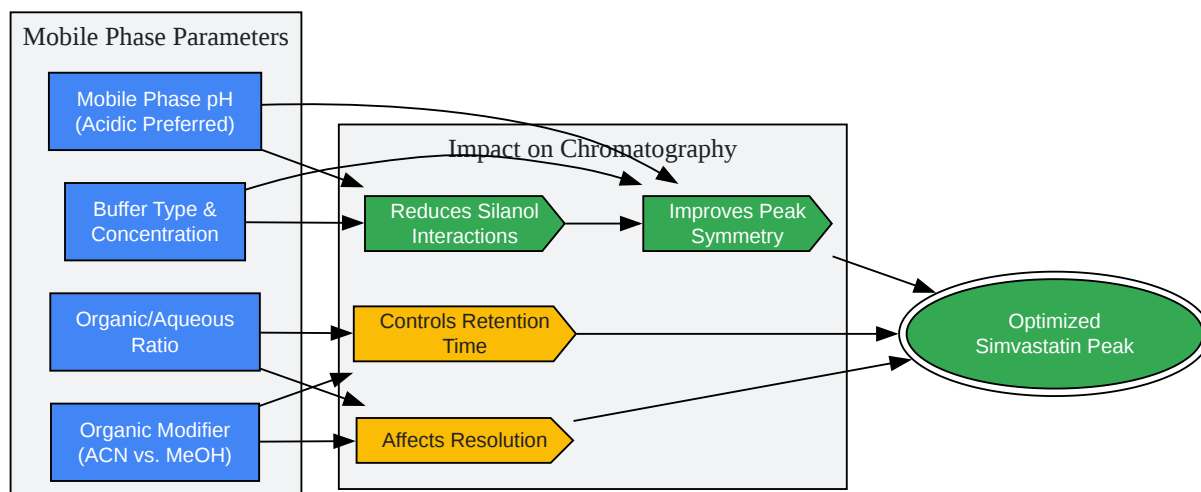 Mobile Phase Parameters
Mobile Phase pH
(Acidic Preferred)
Buffer Type &
Concentration
Organic/Aqueous
Ratio
Organic Modifier
(ACN vs. MeOH)
Impact on Chromatography
Reduces Silanol
Interactions
Improves Peak
Symmetry
Controls Retention
Time
Affects Resolution
Optimized
Simvastatin Peak